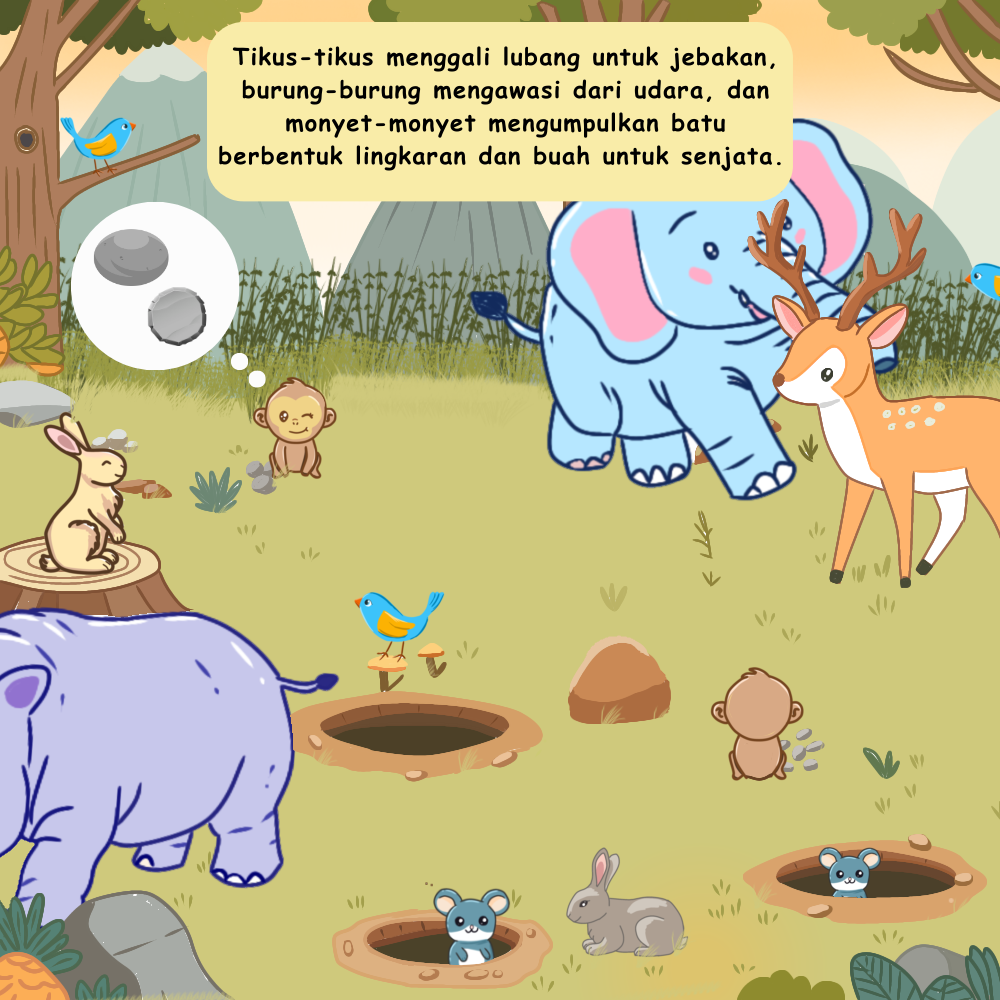 Tikus-tikus menggali lubang untuk jebakan,
burung-burung mengawasi dari udara, dan
monyet-monyet mengumpulkan batu
berbentuk lingkaran dan buah untuk senjata.